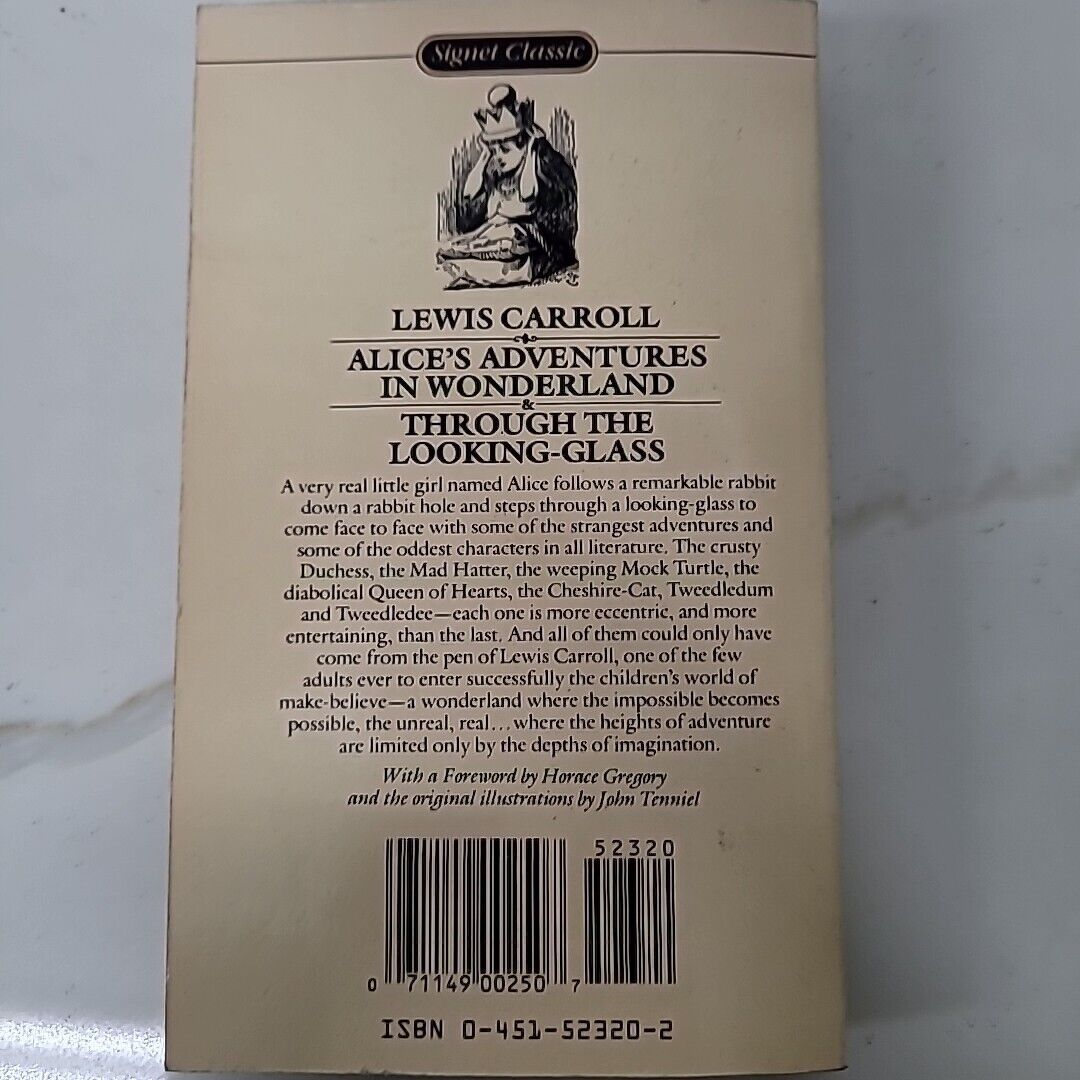 Signet Classic
LEWIS CARROLL
ALICE'S ADVENTURES
IN WONDERLAND
&
THROUGH THE
LOOKING-GLASS
A very real little girl named Alice follows a remarkable rabbit
down a rabbit hole and steps through a looking-glass to
come face to face with some of the strangest adventures and
some of the oddest characters in all literature. The crusty
Duchess, the Mad Hatter, the weeping Mock Turtle, the
diabolical Queen of Hearts, the Cheshire-Cat, Tweedledum
and Tweedledee—each one is more eccentric, and more
entertaining, than the last. And all of them could only have
come from the pen of Lewis Carroll, one of the few
adults ever to enter successfully the children's world of
make-believe—a wonderland where the impossible becomes
possible, the unreal, real...where the heights of adventure
are limited only by the depths of imagination.
With a Foreword by Horace Gregory
and the original illustrations by John Tenniel
52320
0 71149 00250 7
ISBN 0-451-52320-2